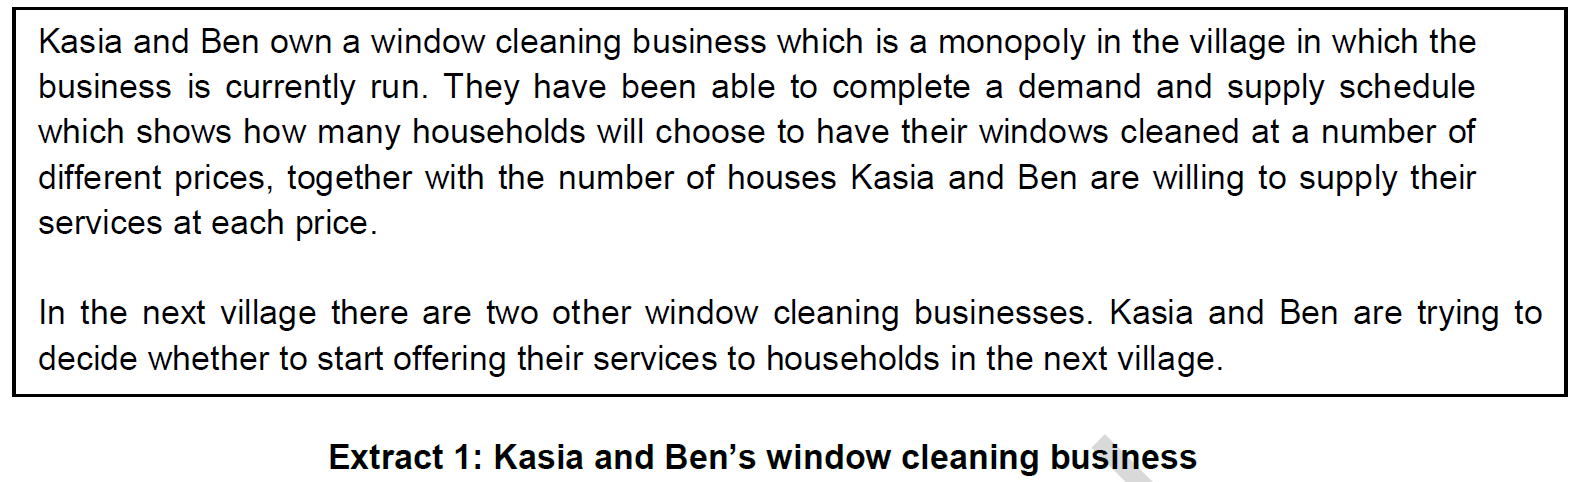 Kasia and Ben own a window cleaning business which is a monopoly in the village in which the
business is currently run. They have been able to complete a demand and supply schedule
which shows how many households will choose to have their windows cleaned at a number of
different prices, together with the number of houses Kasia and Ben are willing to supply their
services at each price.
In the next village there are two other window cleaning businesses. Kasia and Ben are trying to
decide whether to start offering their services to households in the next village.
Extract 1: Kasia and Ben’s window cleaning business